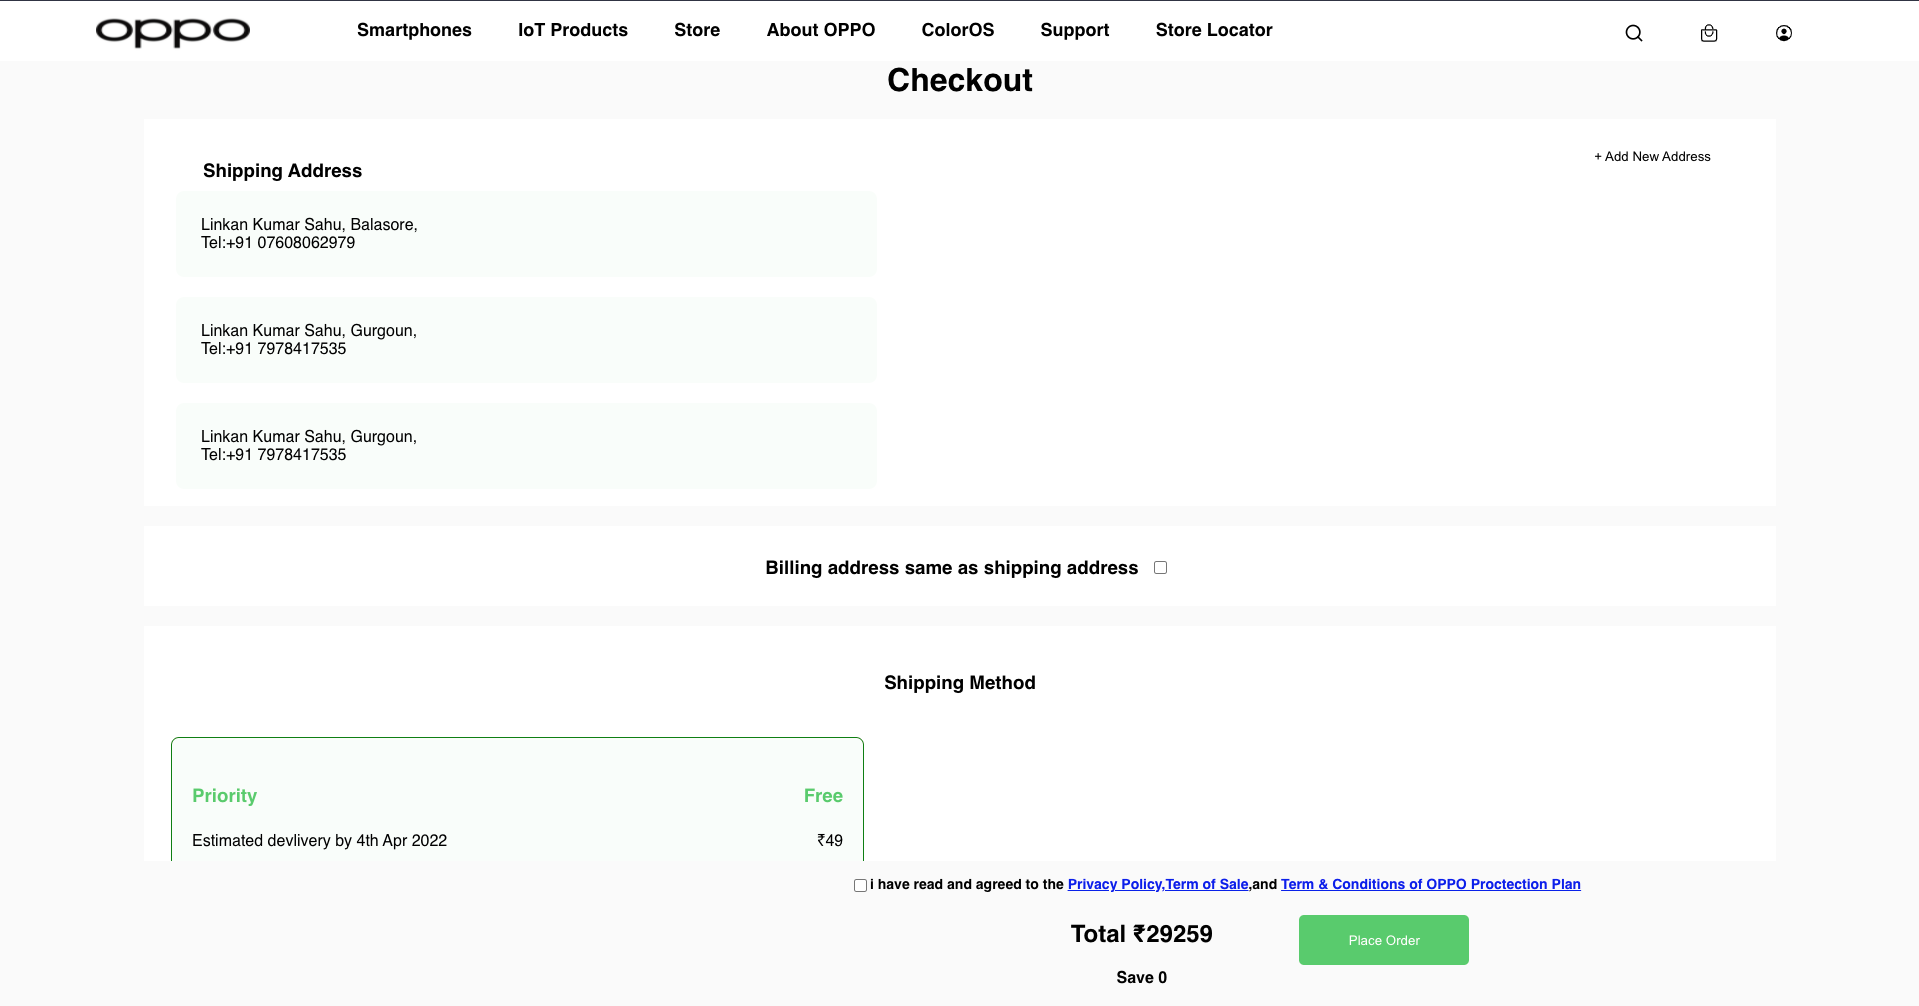 oppo
Smartphones IoT Products Store About OPPO ColorOS Support Store Locator
Checkout
+ Add New Address
Shipping Address
Linkan Kumar Sahu, Balasore,
Tel:+91 07608062979
Linkan Kumar Sahu, Gurgoun,
Tel:+91 7978417535
Linkan Kumar Sahu, Gurgoun,
Tel:+91 7978417535
Billing address same as shipping address
Shipping Method
Priority Free
Estimated devlivery by 4th Apr 2022 ₹49
i have read and agreed to the Privacy Policy,Term of Sale,and Term & Conditions of OPPO Proctection Plan
Total ₹29259
Place Order
Save 0